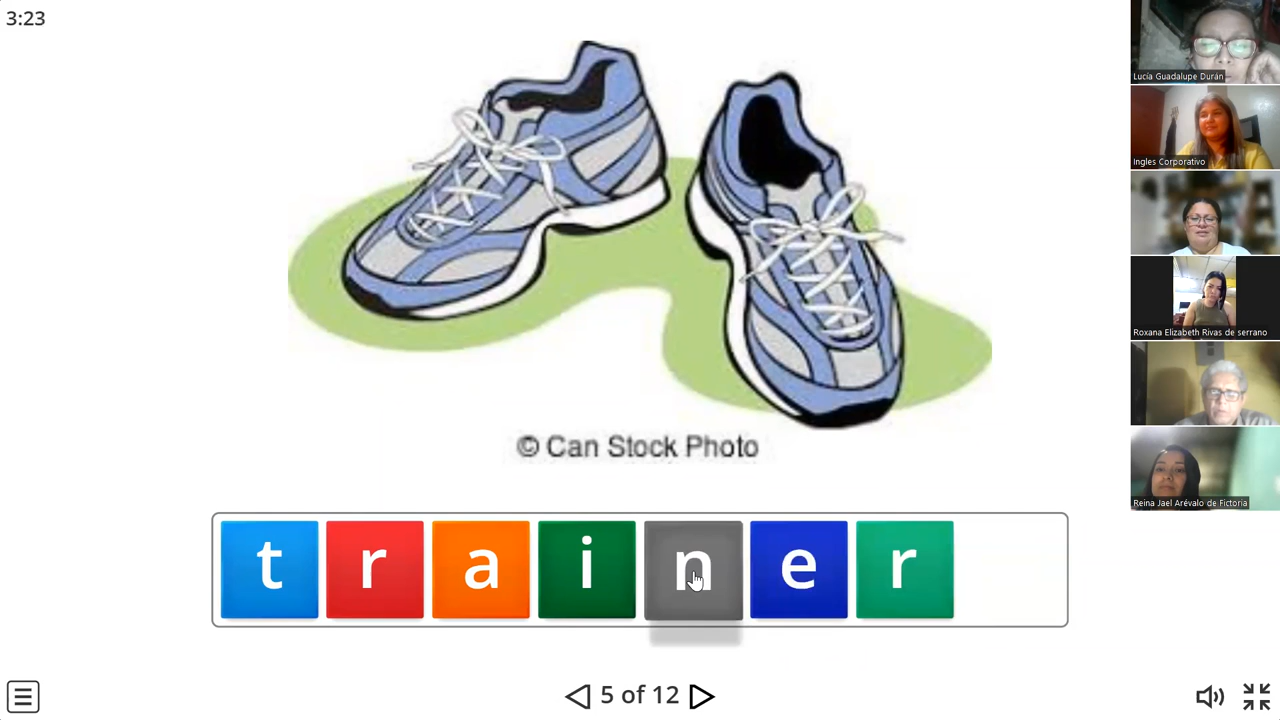 3:23
Lucía Guadalupe Durán
Ingles Corporativo
Roxana Elizabeth Rivas de serrano
Reina Jael Arévalo de Fictoria
© Can Stock Photo
t r a i n e r
5 of 12